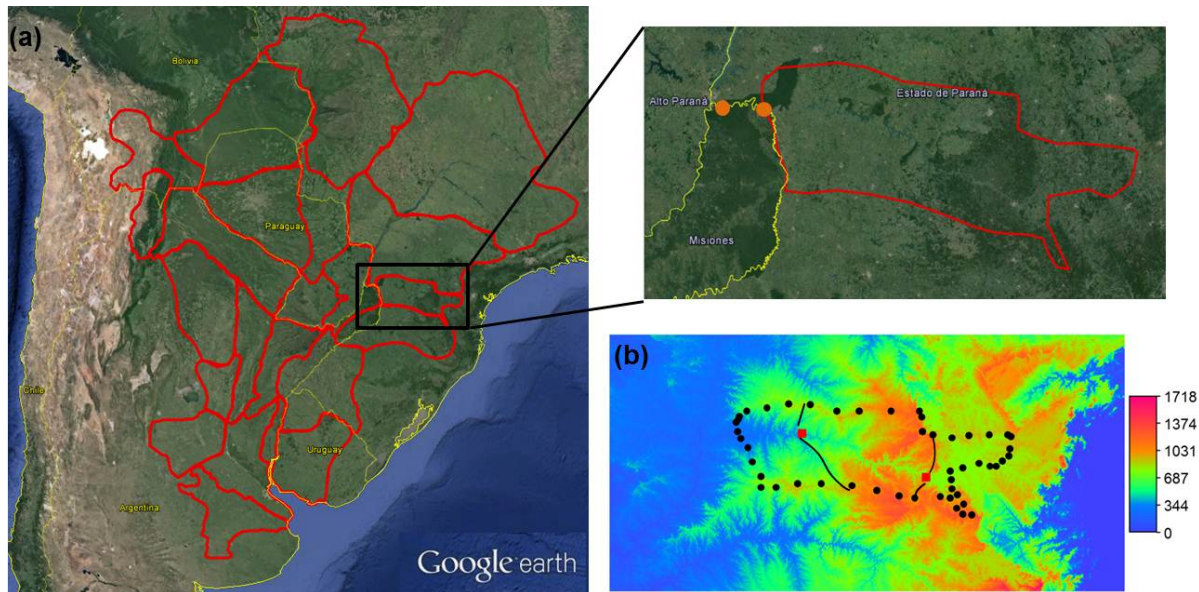 (a)
Bolivia
Paraguay
Chile
Uruguay
Argentina
Google earth
Alto Paraná
Estado de Paraná
Misiones
(b)
1718
1374
1031
687
344
0